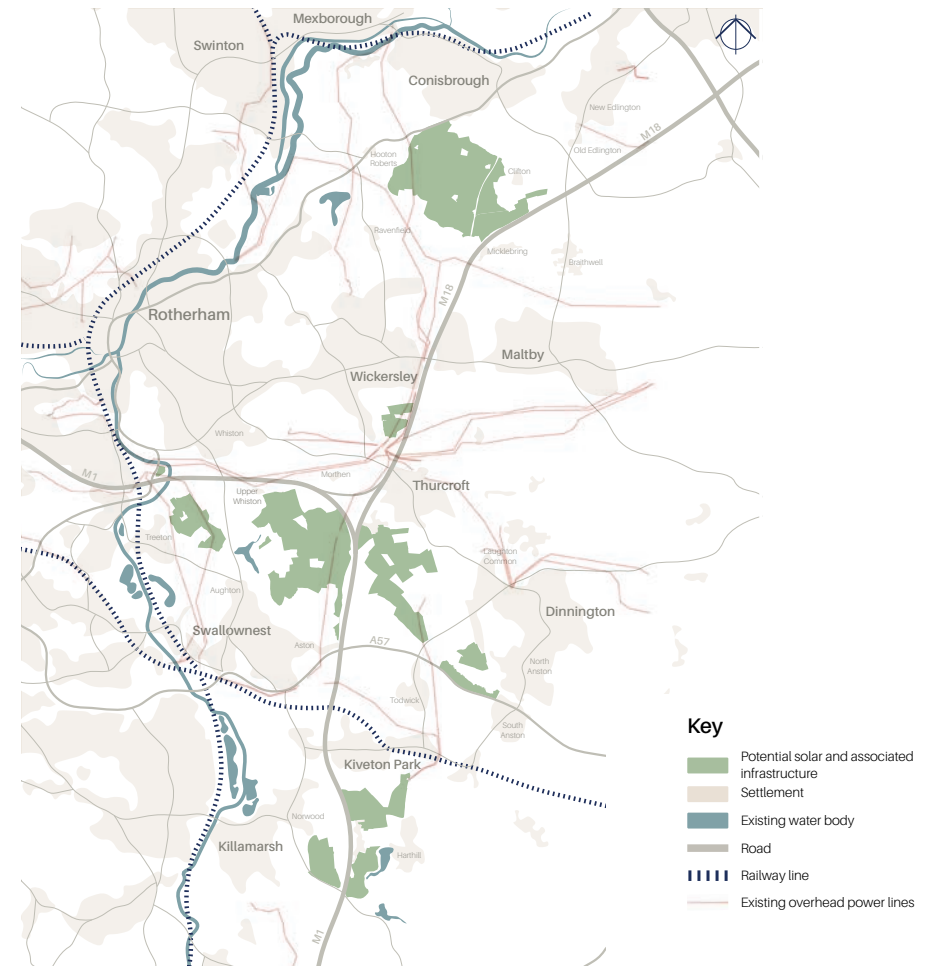 Mexborough
Swinton
Conisbrough
New Edlington
M18
Old Edlington
Hooton
Roberts
Clifton
Ravenfield
Micklebring
Braithwell
M18
Rotherham
Maltby
Wickersley
Whiston
Morthen
M1
Thurcroft
Upper
Whiston
Treeton
Laughton
Common
Aughton
Dinnington
Swallownest
A57
Aston
North
Anston
Todwick
South
Anston
Kiveton Park
Norwood
Killamarsh
Harthill
M1
Key
Potential solar and associated
infrastructure
Settlement
Existing water body
Road
Railway line
Existing overhead power lines